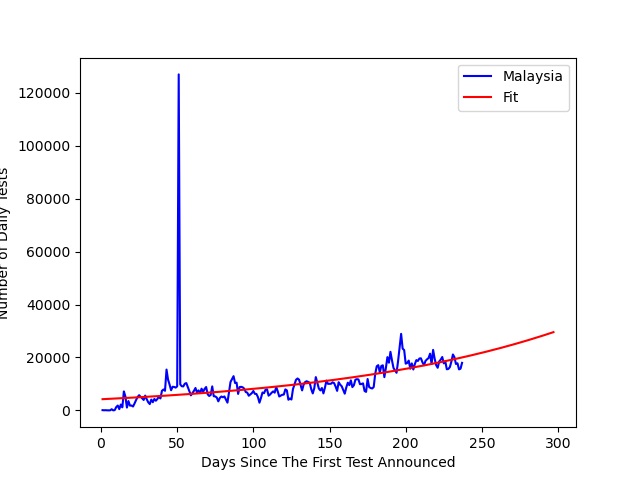 Malaysia
Fit
120000
100000
80000
60000
40000
20000
0
Number of Daily Tests
0 50 100 150 200 250 300
Days Since The First Test Announced